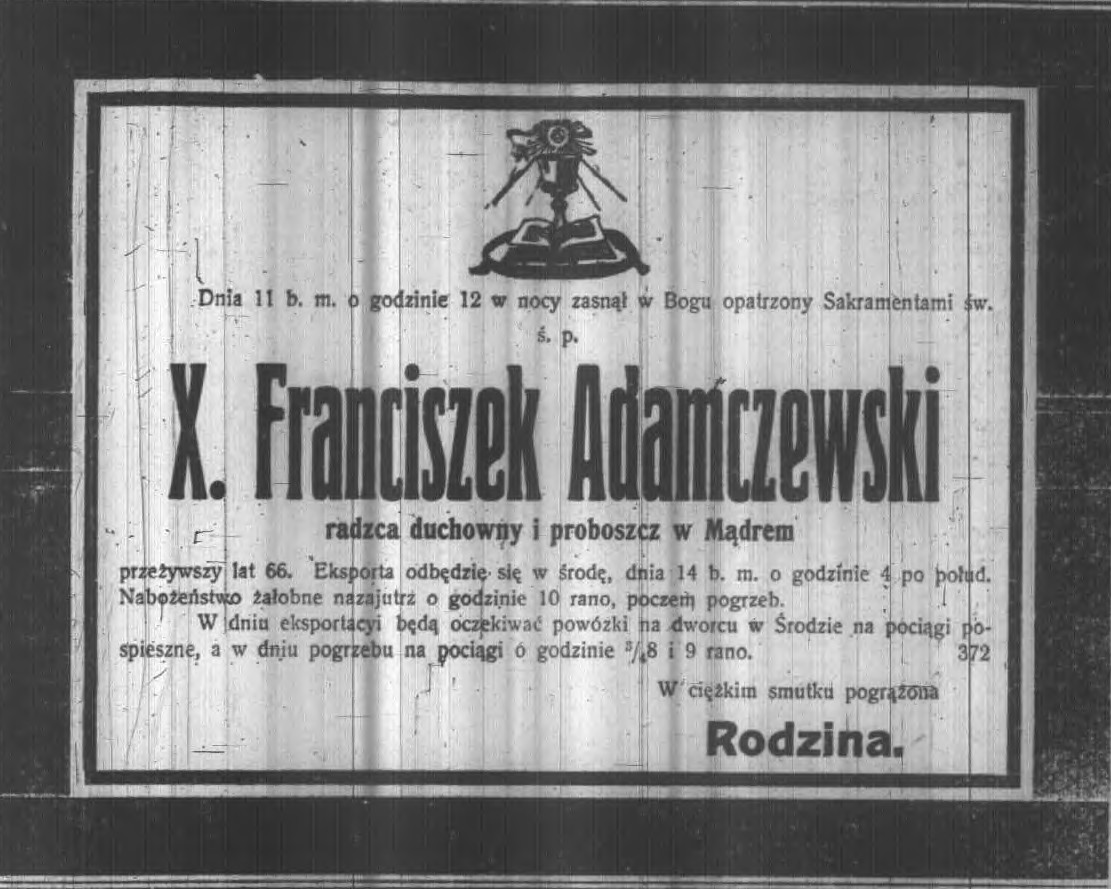 Dnia 11 b. m. o godzinie 12 w nocy zasnął w Bogu opatrzony Sakramentami św.
ś. p.
X. Franciszek Adamczewski
radzca duchowny i proboszcz w Mądrem
przeżywszy lat 66. Eksporta odbędzie się w środę, dnia 14 b. m. o godzinie 4 po połud.
Nabożeństwo żałobne nazajutrz o godzinie 10 rano, poczem pogrzeb.
W dniu eksportacyi będą oczekiwać powózki na dworcu w Środzie na pociągi po-
spieszne, a w dniu pogrzebu na pociągi o godzinie ³/₄8 i 9 rano. 372
W ciężkim smutku pogrążona
Rodzina.